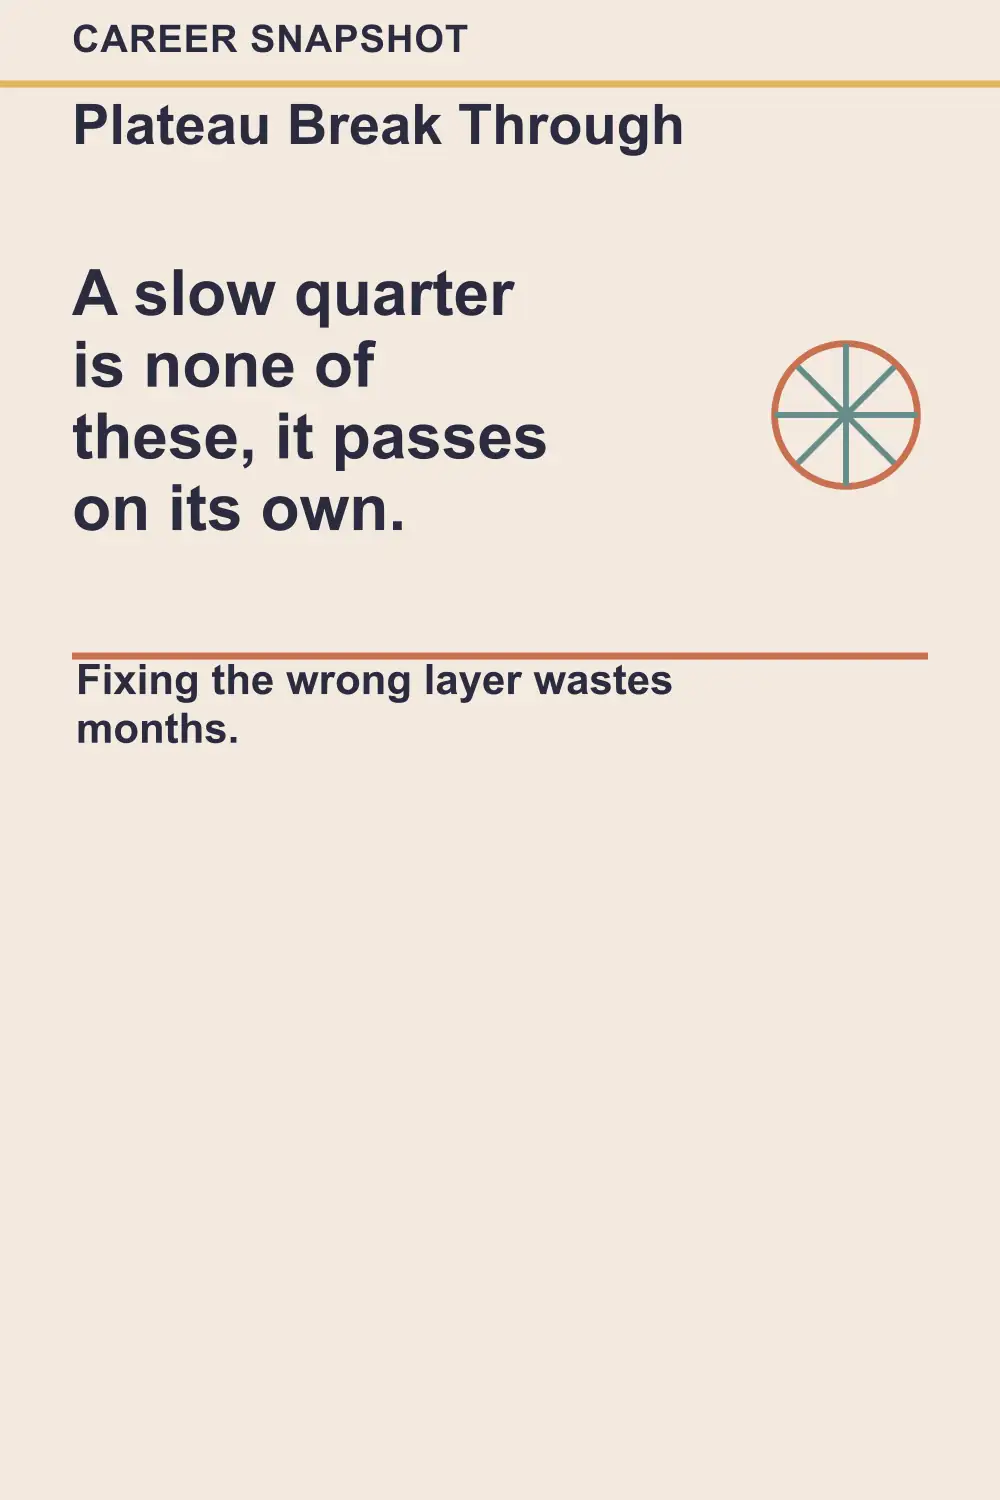 CAREER SNAPSHOT
Plateau Break Through
A slow quarter
is none of
these, it passes
on its own.
Fixing the wrong layer wastes
months.